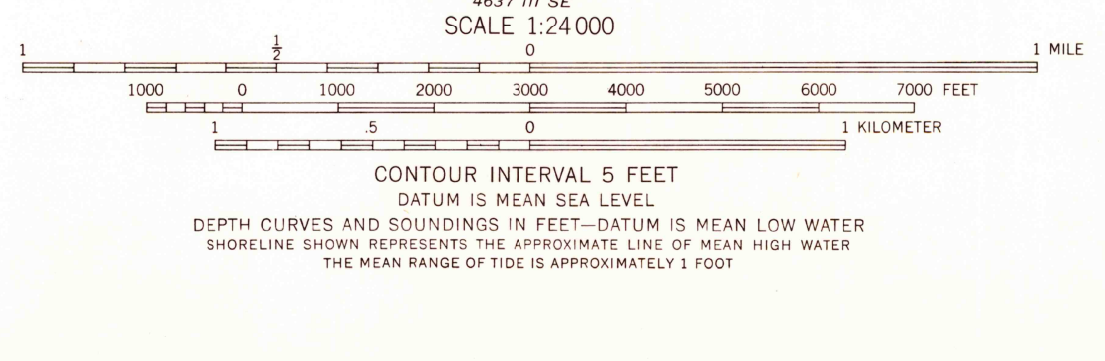 4637 III SE
SCALE 1:24 000
1 1/2 0 1 MILE
1000 0 1000 2000 3000 4000 5000 6000 7000 FEET
1 .5 0 1 KILOMETER
CONTOUR INTERVAL 5 FEET
DATUM IS MEAN SEA LEVEL
DEPTH CURVES AND SOUNDINGS IN FEET—DATUM IS MEAN LOW WATER
SHORELINE SHOWN REPRESENTS THE APPROXIMATE LINE OF MEAN HIGH WATER
THE MEAN RANGE OF TIDE IS APPROXIMATELY 1 FOOT